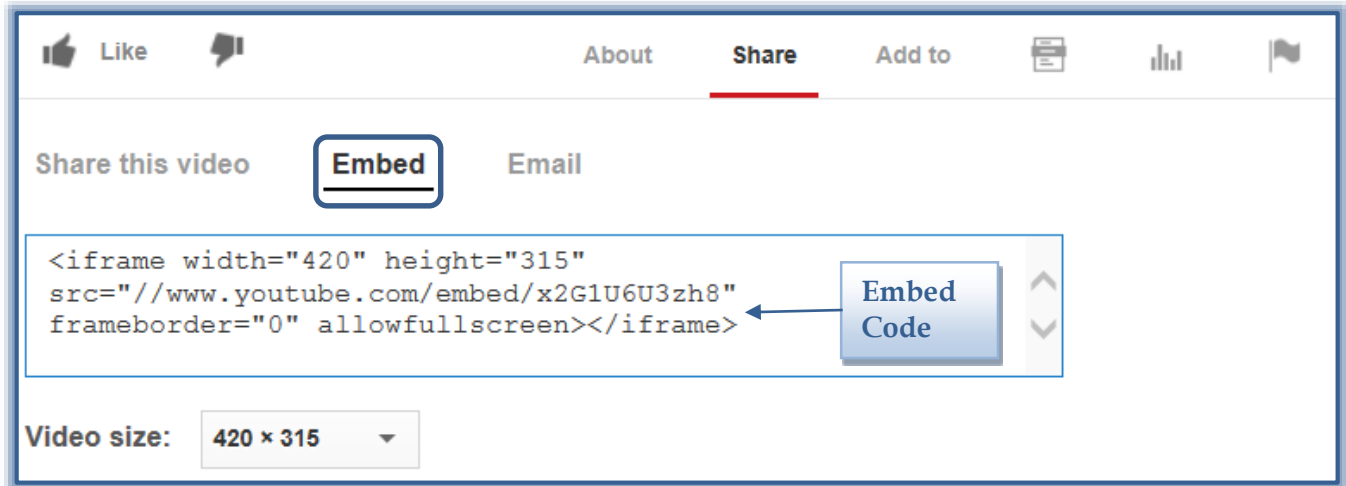 Like About Share Add to
Share this video Embed Email
<iframe width="420" height="315"
src="//www.youtube.com/embed/x2G1U6U3zh8"
frameborder="0" allowfullscreen></iframe>
Embed
Code
Video size: 420 × 315